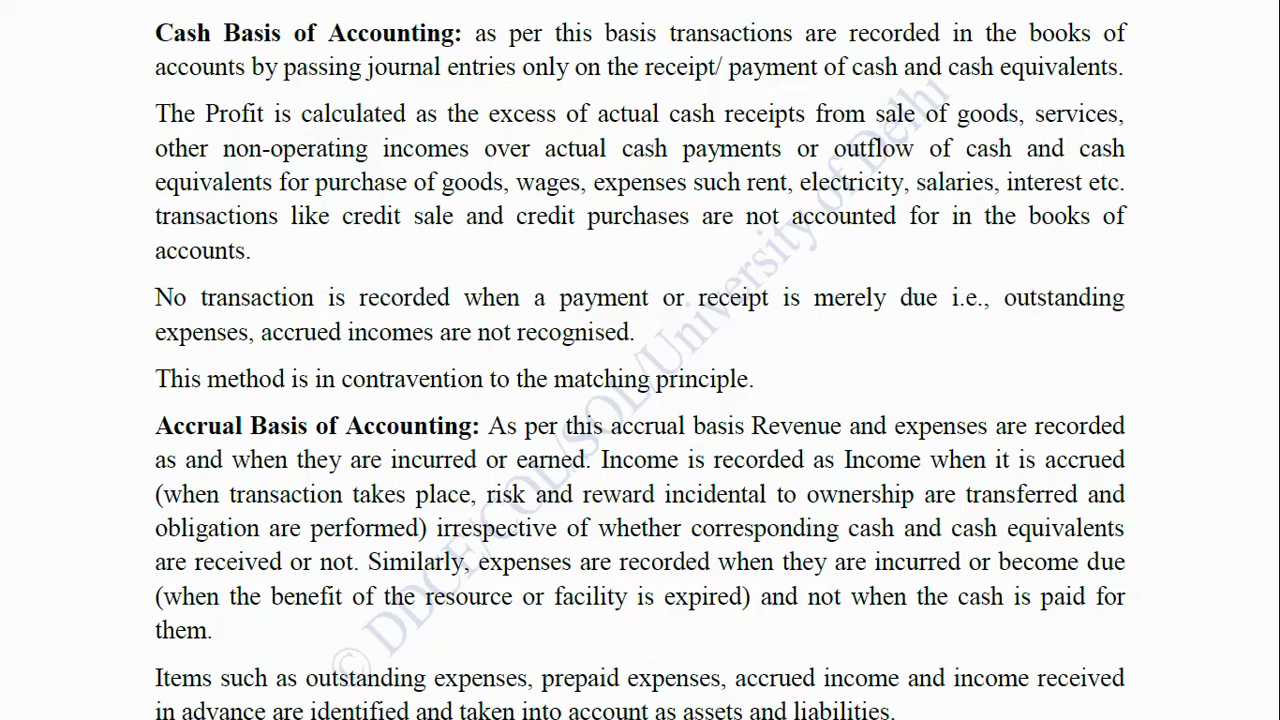 Cash Basis of Accounting: as per this basis transactions are recorded in the books of
accounts by passing journal entries only on the receipt/ payment of cash and cash equivalents.
The Profit is calculated as the excess of actual cash receipts from sale of goods, services,
other non-operating incomes over actual cash payments or outflow of cash and cash
equivalents for purchase of goods, wages, expenses such rent, electricity, salaries, interest etc.
transactions like credit sale and credit purchases are not accounted for in the books of
accounts.
No transaction is recorded when a payment or receipt is merely due i.e., outstanding
expenses, accrued incomes are not recognised.
This method is in contravention to the matching principle.
Accrual Basis of Accounting: As per this accrual basis Revenue and expenses are recorded
as and when they are incurred or earned. Income is recorded as Income when it is accrued
(when transaction takes place, risk and reward incidental to ownership are transferred and
obligation are performed) irrespective of whether corresponding cash and cash equivalents
are received or not. Similarly, expenses are recorded when they are incurred or become due
(when the benefit of the resource or facility is expired) and not when the cash is paid for
them.
Items such as outstanding expenses, prepaid expenses, accrued income and income received
in advance are identified and taken into account as assets and liabilities.
© DDCE/COL/SOL/University of Delhi